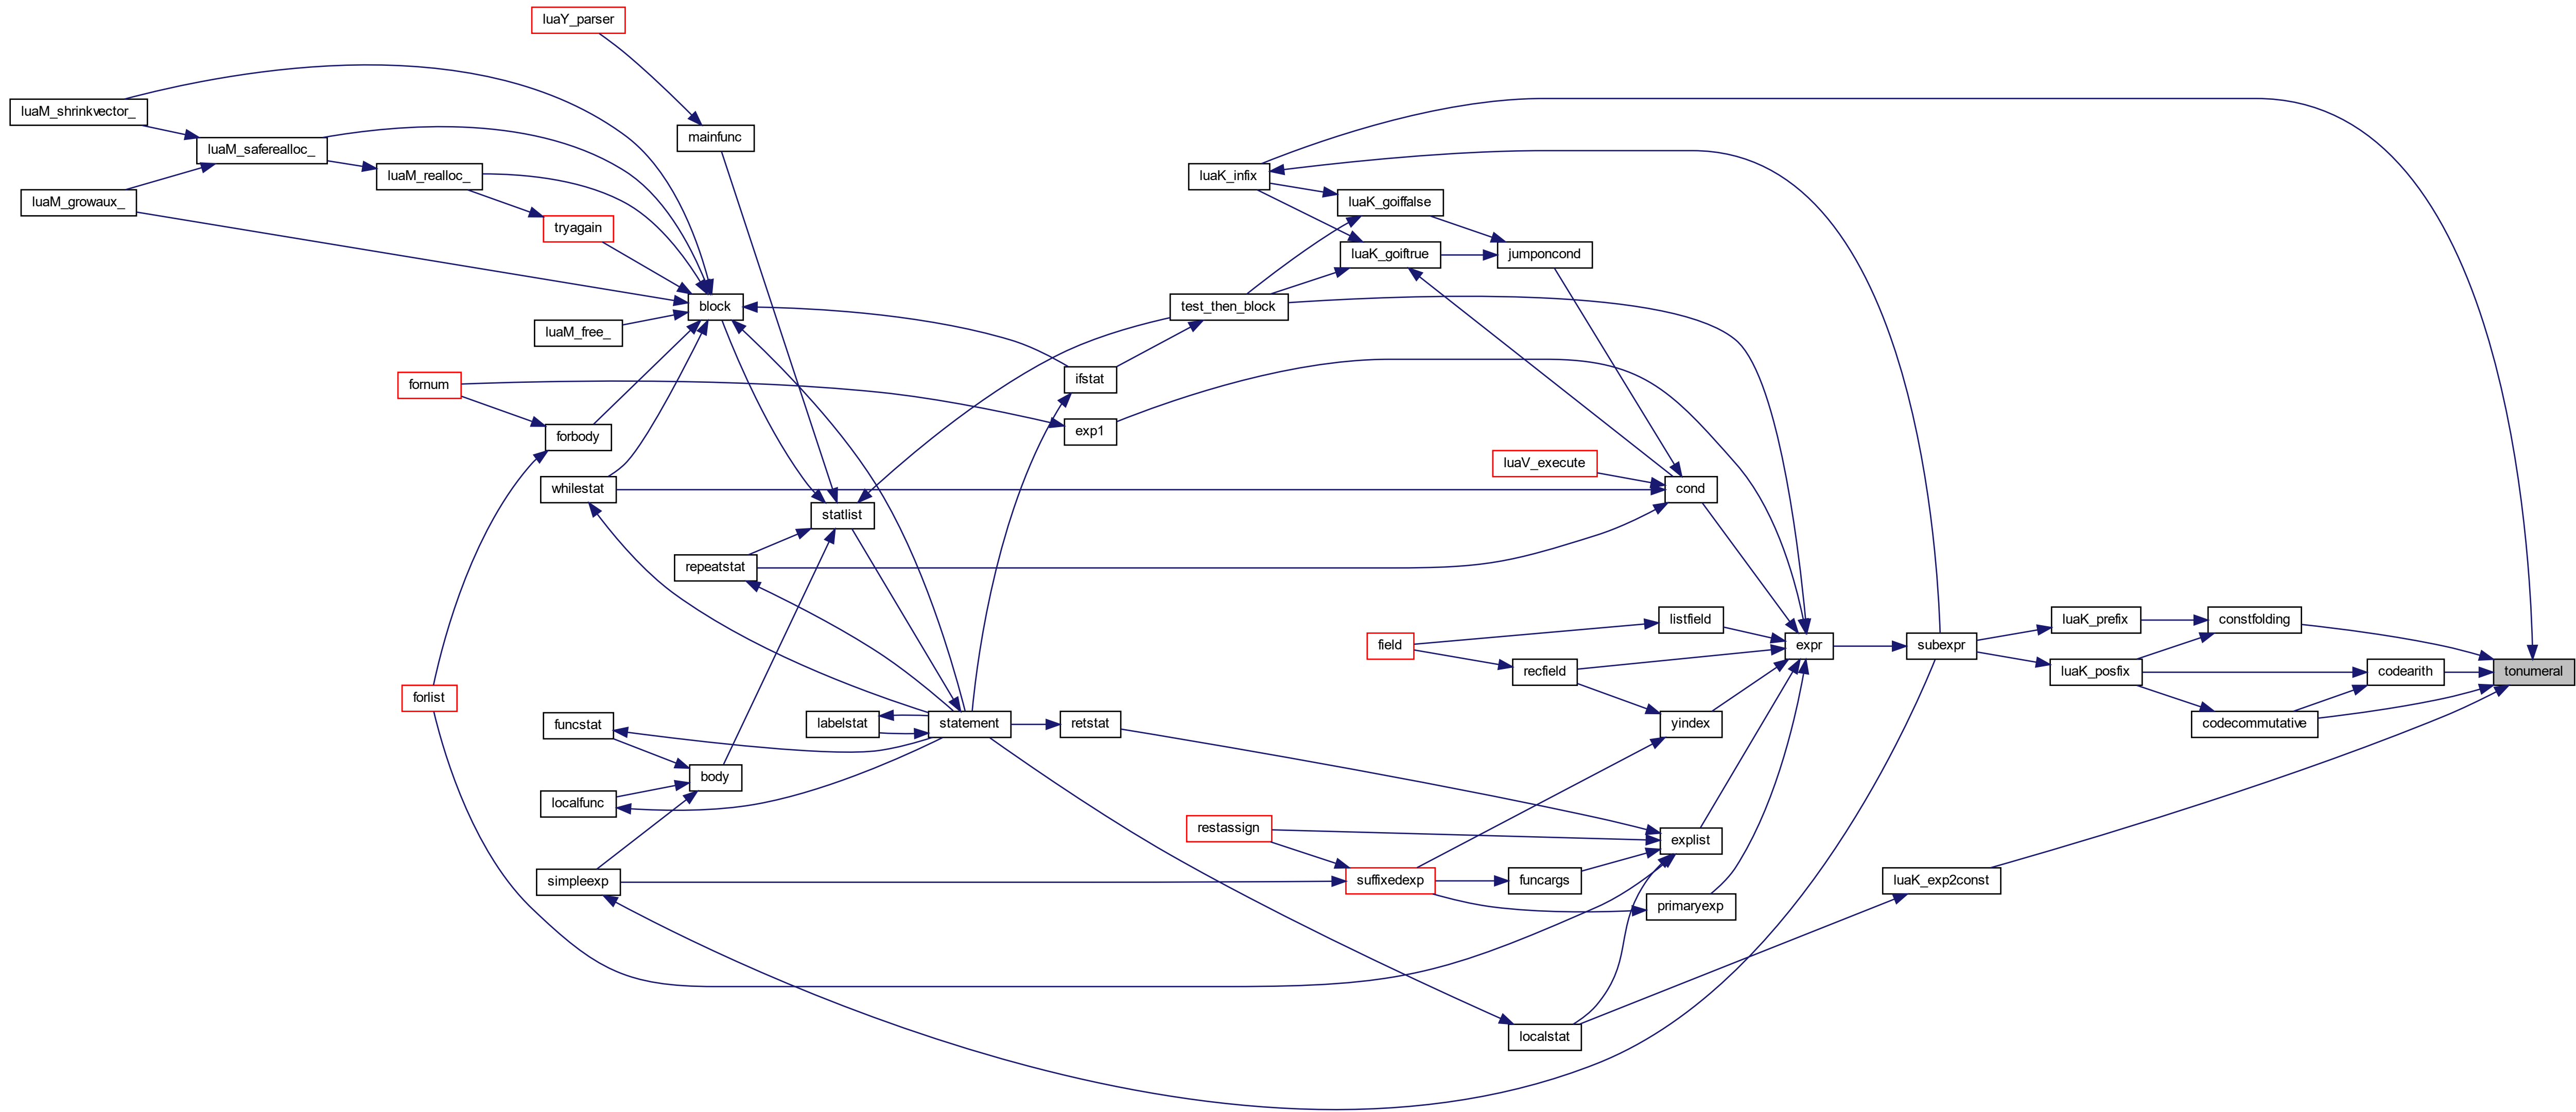 luaY_parser
luaM_shrinkvector_
mainfunc
luaM_saferealloc_
luaM_realloc_
luaM_growaux_
tryagain
block
luaM_free_
fornum
forbody
whilestat
statlist
repeatstat
forlist
funcstat
labelstat
statement
retstat
body
localfunc
simpleexp
luaK_infix
luaK_goiffalse
luaK_goiftrue
jumponcond
test_then_block
ifstat
exp1
luaV_execute
cond
listfield
field
recfield
expr
subexpr
yindex
restassign
explist
suffixedexp
funcargs
primaryexp
localstat
luaK_prefix
constfolding
luaK_posfix
codearith
tonumeral
codecommutative
luaK_exp2const